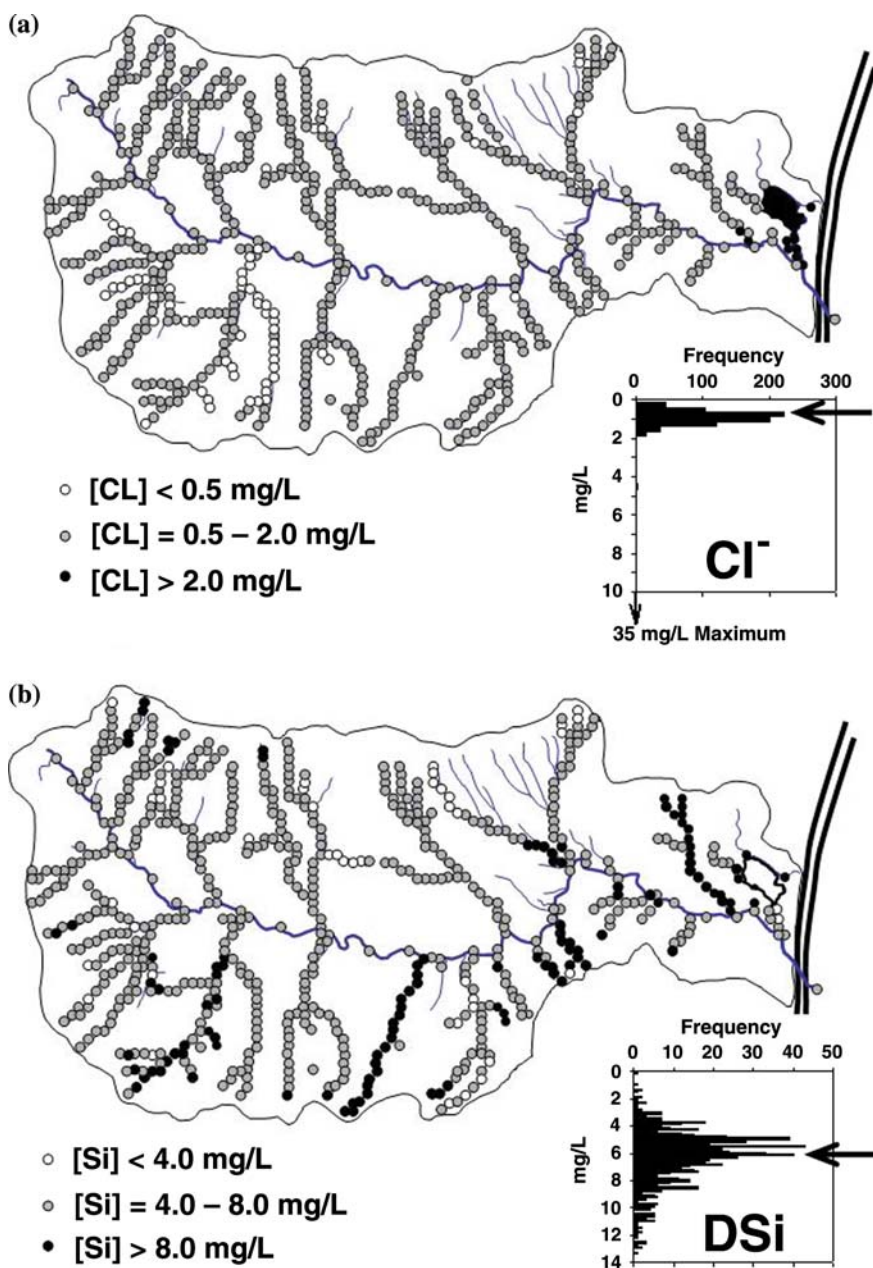 (a)
Frequency
0 100 200 300
0
2
4
6
8
10
mg/L
Cl⁻
35 mg/L Maximum
[CL] < 0.5 mg/L
[CL] = 0.5 – 2.0 mg/L
[CL] > 2.0 mg/L
(b)
Frequency
0 10 20 30 40 50
0
2
4
6
8
10
12
14
mg/L
DSi
[Si] < 4.0 mg/L
[Si] = 4.0 – 8.0 mg/L
[Si] > 8.0 mg/L